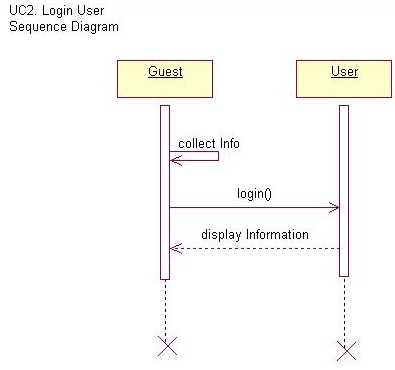 UC2. Login User
Sequence Diagram
Guest
User
collect Info
login()
display Information